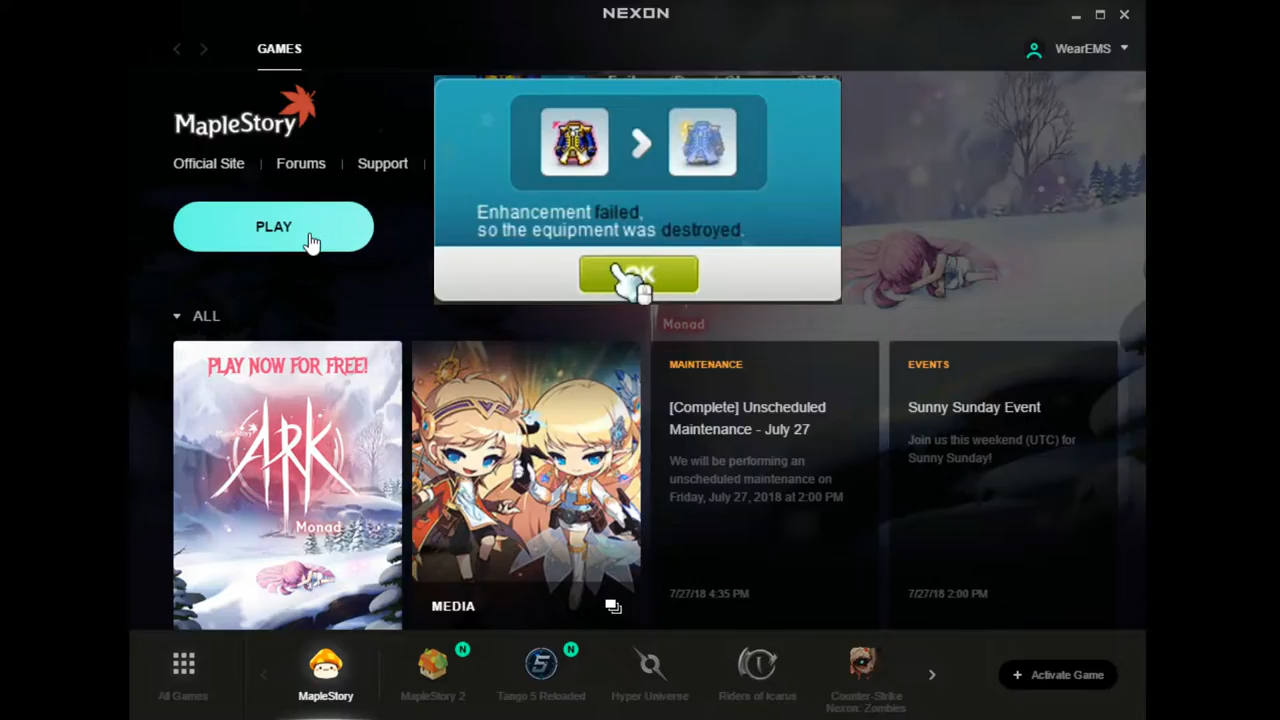 NEXON
GAMES
WearEMS
MapleStory
Official Site
Forums
Support
PLAY
Enhancement failed,
so the equipment was destroyed.
OK
ALL
Monad
PLAY NOW FOR FREE!
MapleStory
ARK
Monad
MEDIA
MAINTENANCE
[Complete] Unscheduled
Maintenance - July 27
We will be performing an
unscheduled maintenance on
Friday, July 27, 2018 at 2:00 PM
7/27/18 4:35 PM
EVENTS
Sunny Sunday Event
Join us this weekend (UTC) for
Sunny Sunday!
7/27/18 2:00 PM
All Games
MapleStory
N
MapleStory 2
5
N
Tango 5 Reloaded
Hyper Universe
Riders of Icarus
Counter-Strike
Nexon: Zombies
+ Activate Game